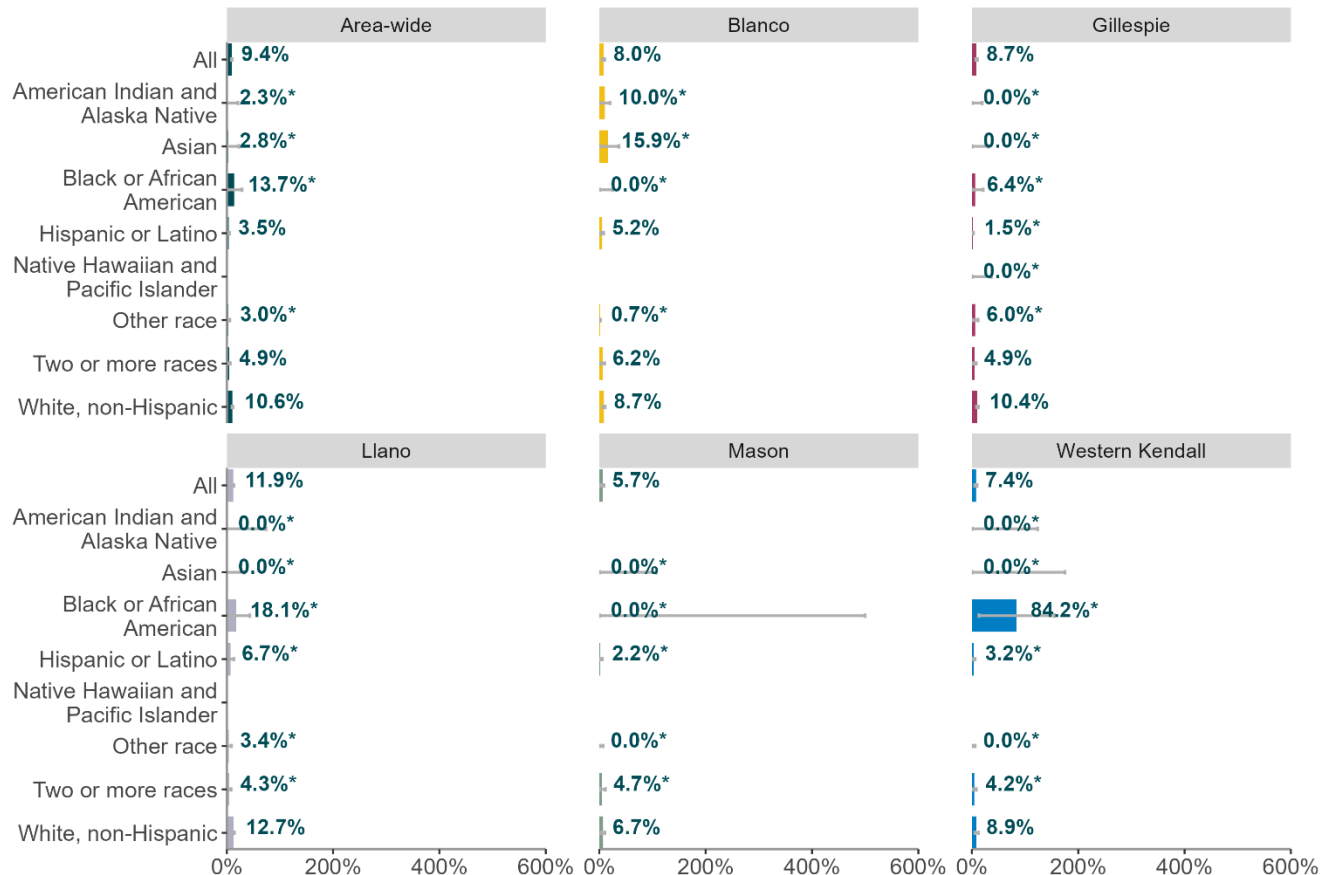 Area-wide Blanco Gillespie
All 9.4% 8.0% 8.7%
American Indian and
Alaska Native 2.3%* 10.0%* 0.0%*
Asian 2.8%* 15.9%* 0.0%*
Black or African
American 13.7%* 0.0%* 6.4%*
Hispanic or Latino 3.5% 5.2% 1.5%*
Native Hawaiian and
Pacific Islander 0.0%*
Other race 3.0%* 0.7%* 6.0%*
Two or more races 4.9% 6.2% 4.9%
White, non-Hispanic 10.6% 8.7% 10.4%
Llano Mason Western Kendall
All 11.9% 5.7% 7.4%
American Indian and
Alaska Native 0.0%* 0.0%*
Asian 0.0%* 0.0%* 0.0%*
Black or African
American 18.1%* 0.0%* 84.2%*
Hispanic or Latino 6.7%* 2.2%* 3.2%*
Native Hawaiian and
Pacific Islander
Other race 3.4%* 0.0%* 0.0%*
Two or more races 4.3%* 4.7%* 4.2%*
White, non-Hispanic 12.7% 6.7% 8.9%
0% 200% 400% 600% 0% 200% 400% 600% 0% 200% 400% 600%